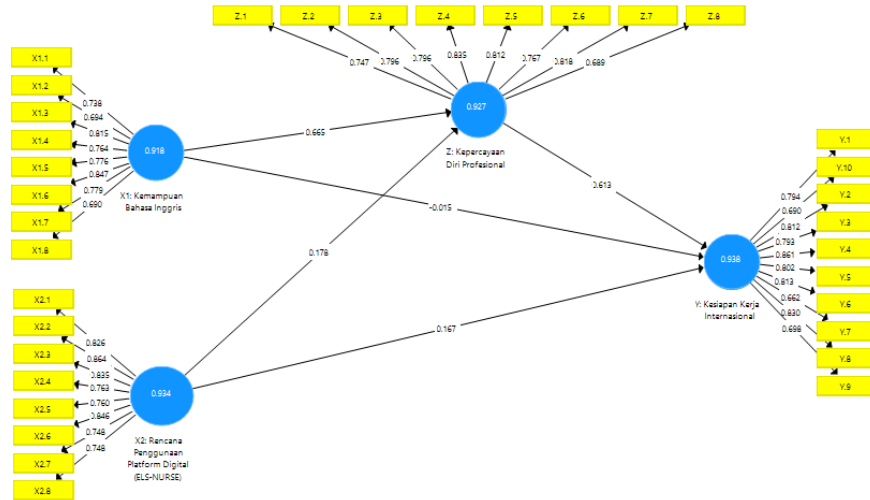 Z.1
Z.2
Z.3
Z.4
Z.5
Z.6
Z.7
Z.8
0.747
0.796
0.796
0.835
0.812
0.767
0.818
0.689
0.927
Z: Kepercayaan
Diri Profesional
X1.1
X1.2
X1.3
X1.4
X1.5
X1.6
X1.7
X1.8
0.738
0.694
0.815
0.764
0.776
0.847
0.779
0.690
0.918
X1: Kemampuan
Bahasa Inggris
0.665
-0.015
0.178
0.613
0.167
Y.1
Y.10
Y.2
Y.3
Y.4
Y.5
Y.6
Y.7
Y.8
Y.9
0.794
0.690
0.812
0.793
0.861
0.802
0.813
0.662
0.830
0.698
0.938
Y: Kesiapan Kerja
Internasional
X2.1
X2.2
X2.3
X2.4
X2.5
X2.6
X2.7
X2.8
0.826
0.864
0.835
0.763
0.760
0.846
0.748
0.748
0.934
X2: Rencana
Penggunaan
Platform Digital
(ELS-NURSE)